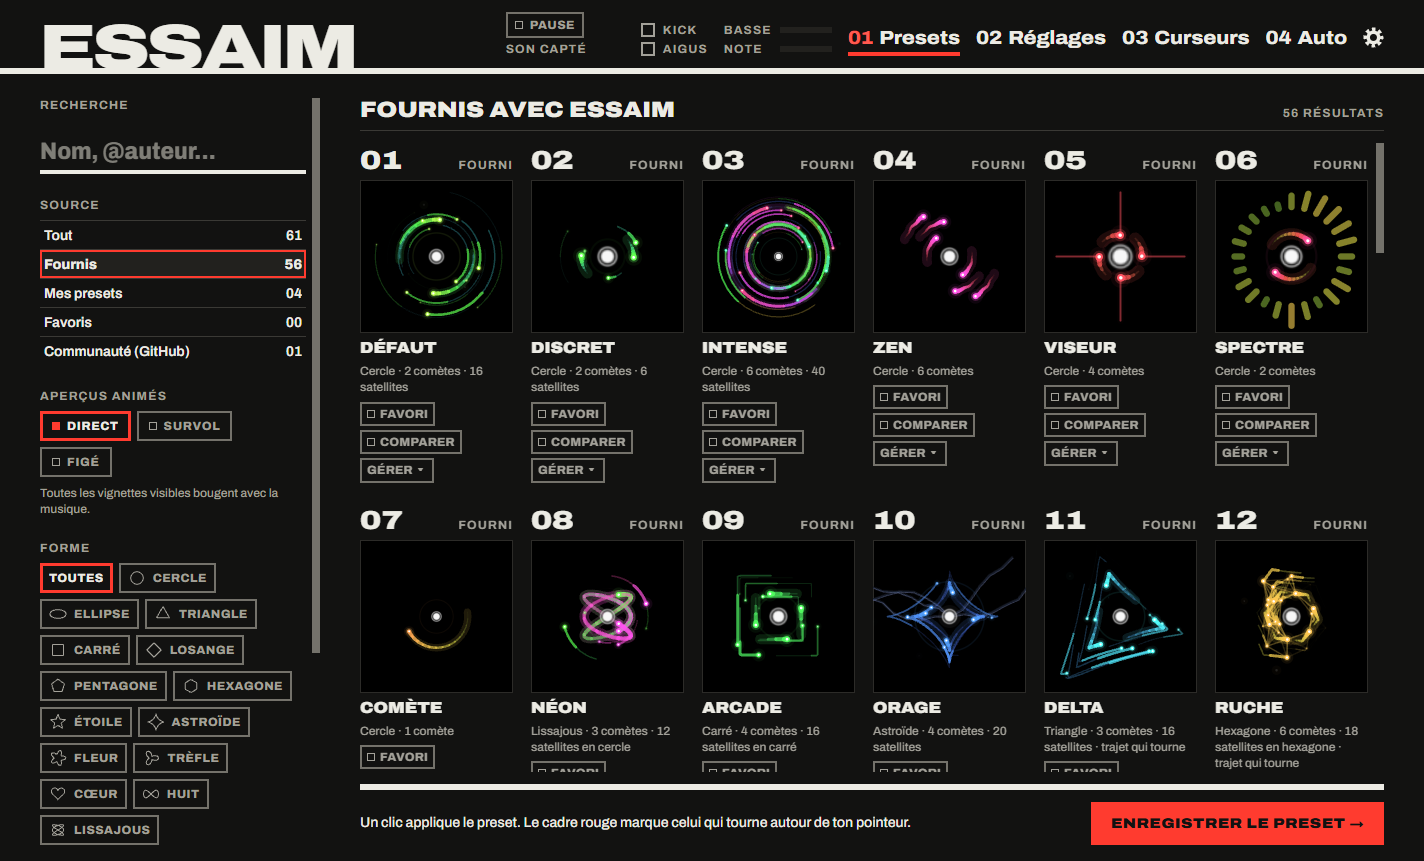 ESSAIM
PAUSE
SON CAPTÉ
KICK
AIGUS
BASSE
NOTE
01 Presets
02 Réglages
03 Curseurs
04 Auto
RECHERCHE
Nom, @auteur...
SOURCE
Tout 61
Fournis 56
Mes presets 04
Favoris 00
Communauté (GitHub) 01
APERÇUS ANIMÉS
DIRECT
SURVOL
FIGÉ
Toutes les vignettes visibles bougent avec la
musique.
FORME
TOUTES
CERCLE
ELLIPSE
TRIANGLE
CARRÉ
LOSANGE
PENTAGONE
HEXAGONE
ÉTOILE
ASTROÏDE
FLEUR
TRÈFLE
CŒUR
HUIT
LISSAJOUS
FOURNIS AVEC ESSAIM
56 RÉSULTATS
01 FOURNI
DÉFAUT
Cercle · 2 comètes · 16
satellites
FAVORI
COMPARER
GÉRER
02 FOURNI
DISCRET
Cercle · 2 comètes · 6
satellites
FAVORI
COMPARER
GÉRER
03 FOURNI
INTENSE
Cercle · 6 comètes · 40
satellites
FAVORI
COMPARER
GÉRER
04 FOURNI
ZEN
Cercle · 6 comètes
FAVORI
COMPARER
GÉRER
05 FOURNI
VISEUR
Cercle · 4 comètes
FAVORI
COMPARER
GÉRER
06 FOURNI
SPECTRE
Cercle · 2 comètes
FAVORI
COMPARER
GÉRER
07 FOURNI
COMÈTE
Cercle · 1 comète
FAVORI
08 FOURNI
NÉON
Lissajous · 3 comètes · 12
satellites en cercle
FAVORI
09 FOURNI
ARCADE
Carré · 4 comètes · 16
satellites en carré
FAVORI
10 FOURNI
ORAGE
Astroïde · 4 comètes · 20
satellites
FAVORI
11 FOURNI
DELTA
Triangle · 3 comètes · 16
satellites · trajet qui tourne
FAVORI
12 FOURNI
RUCHE
Hexagone · 6 comètes · 18
satellites en hexagone ·
trajet qui tourne
Un clic applique le preset. Le cadre rouge marque celui qui tourne autour de ton pointeur.
ENREGISTRER LE PRESET →